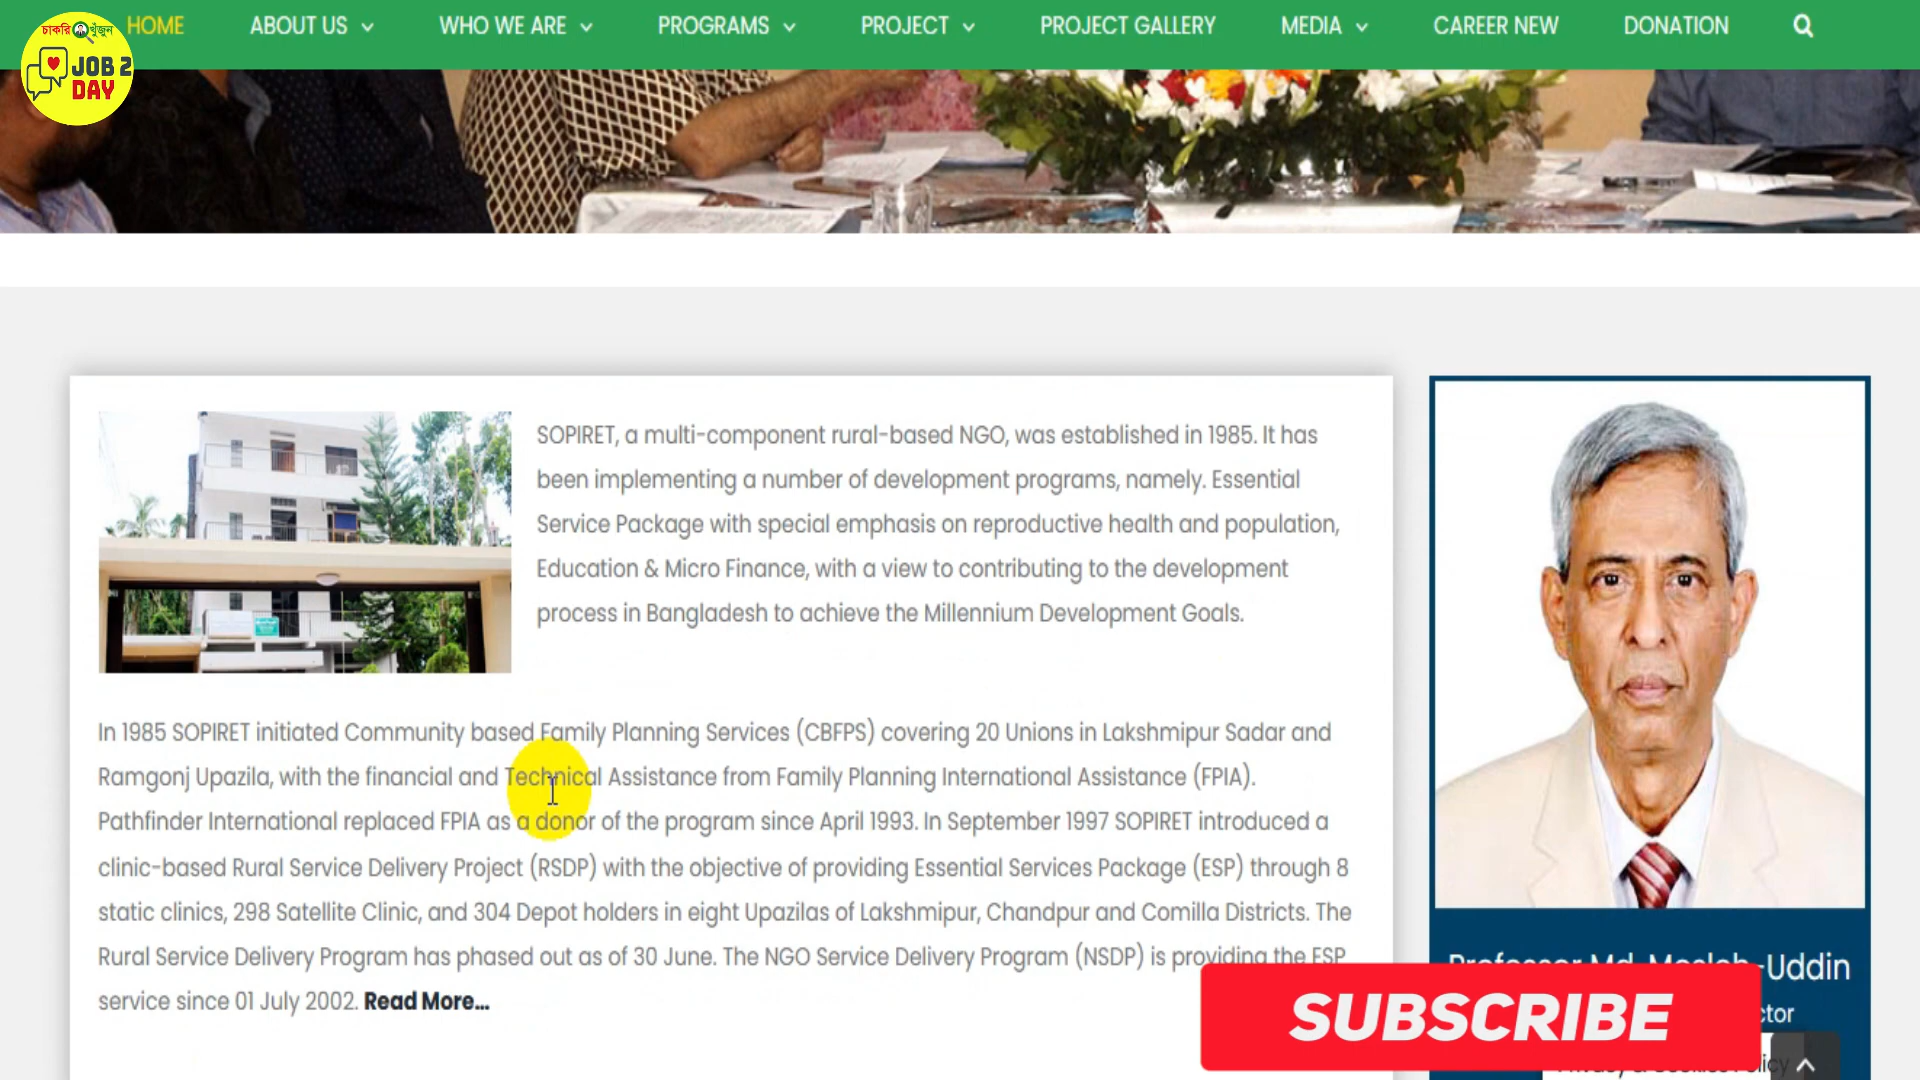 চাকরি খুঁজুন
JOB 2
DAY
HOME
ABOUT US
WHO WE ARE
PROGRAMS
PROJECT
PROJECT GALLERY
MEDIA
CAREER NEW
DONATION
SOPIRET, a multi-component rural-based NGO, was established in 1985. It has
been implementing a number of development programs, namely. Essential
Service Package with special emphasis on reproductive health and population,
Education & Micro Finance, with a view to contributing to the development
process in Bangladesh to achieve the Millennium Development Goals.
In 1985 SOPIRET initiated Community based Family Planning Services (CBFPS) covering 20 Unions in Lakshmipur Sadar and
Ramgonj Upazila, with the financial and Technical Assistance from Family Planning International Assistance (FPIA).
Pathfinder International replaced FPIA as a donor of the program since April 1993. In September 1997 SOPIRET introduced a
clinic-based Rural Service Delivery Project (RSDP) with the objective of providing Essential Services Package (ESP) through 8
static clinics, 298 Satellite Clinic, and 304 Depot holders in eight Upazilas of Lakshmipur, Chandpur and Comilla Districts. The
Rural Service Delivery Program has phased out as of 30 June. The NGO Service Delivery Program (NSDP) is providing the ESP
service since 01 July 2002. Read More...
Professor Md. Mosleh-Uddin
SUBSCRIBE